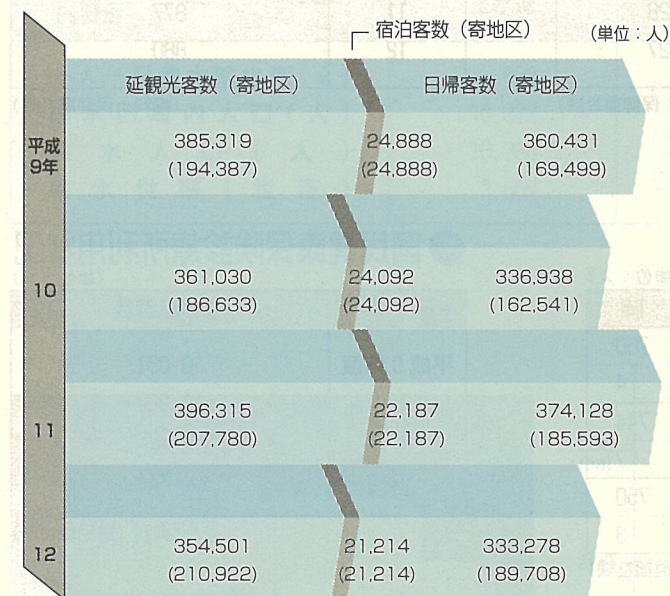 宿泊客数（寄地区）
（単位：人）
延観光客数（寄地区）
日帰客数（寄地区）
平成
9年
385,319 24,888 360,431
(194,387) (24,888) (169,499)
10
361,030 24,092 336,938
(186,633) (24,092) (162,541)
11
396,315 22,187 374,128
(207,780) (22,187) (185,593)
12
354,501 21,214 333,278
(210,922) (21,214) (189,708)